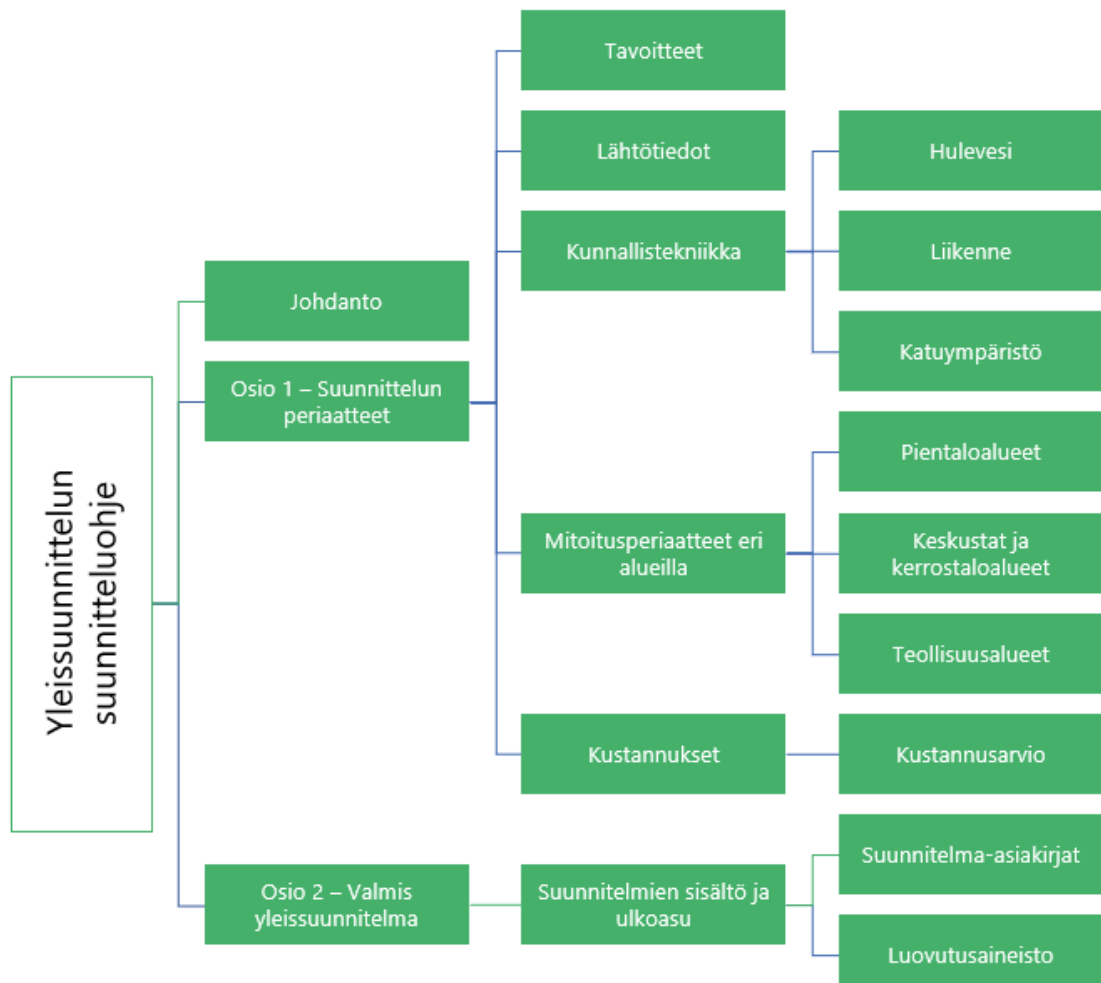 Yleissuunnittelun
suunnitteluohje
Johdanto
Osio 1 – Suunnittelun
periaatteet
Tavoitteet
Lähtötiedot
Kunnallistekniikka
Hulevesi
Liikenne
Katuympäristö
Mitoitusperiaatteet eri
alueilla
Pientaloalueet
Keskustat ja
kerrostaloalueet
Teollisuusalueet
Kustannukset
Kustannusarvio
Osio 2 – Valmis
yleissuunnitelma
Suunnitelmien sisältö ja
ulkoasu
Suunnitelma-asiakirjat
Luovutusaineisto